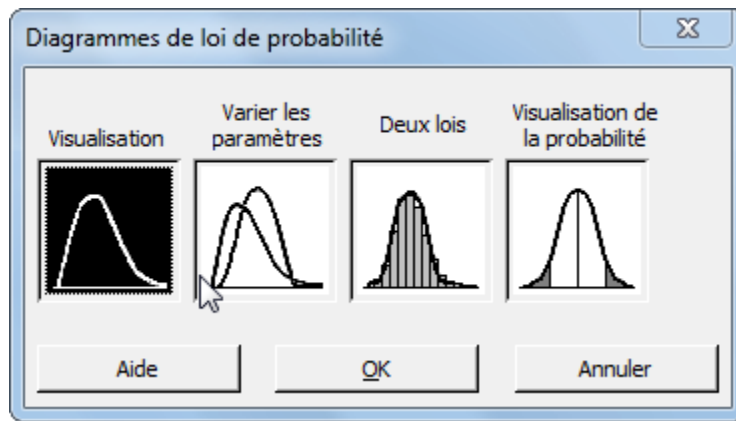 Diagrammes de loi de probabilité
Visualisation
Varier les
paramètres
Deux lois
Visualisation de
la probabilité
Aide
OK
Annuler